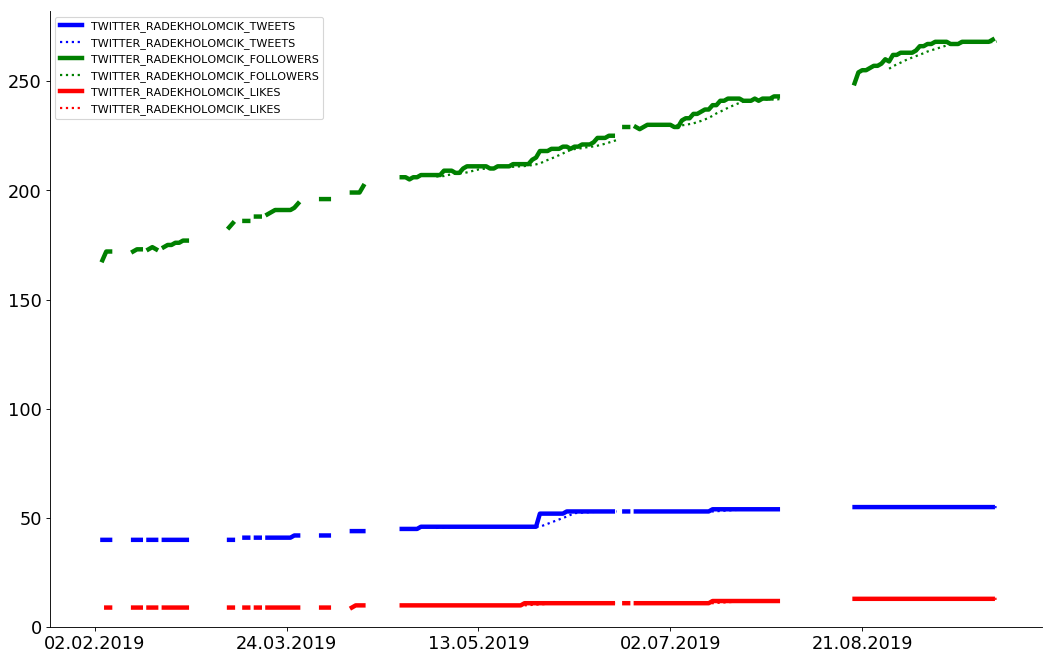 TWITTER_RADEKHOLOMCIK_TWEETS
TWITTER_RADEKHOLOMCIK_TWEETS
TWITTER_RADEKHOLOMCIK_FOLLOWERS
TWITTER_RADEKHOLOMCIK_FOLLOWERS
TWITTER_RADEKHOLOMCIK_LIKES
TWITTER_RADEKHOLOMCIK_LIKES
250
200
150
100
50
0
02.02.2019 24.03.2019 13.05.2019 02.07.2019 21.08.2019